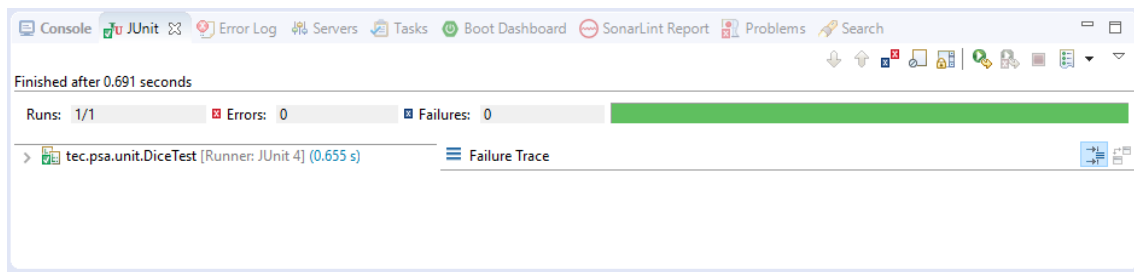 Console JUnit Error Log Servers Tasks Boot Dashboard SonarLint Report Problems Search
Finished after 0.691 seconds
Runs: 1/1 Errors: 0 Failures: 0
tec.psa.unit.DiceTest [Runner: JUnit 4] (0.655 s) Failure Trace